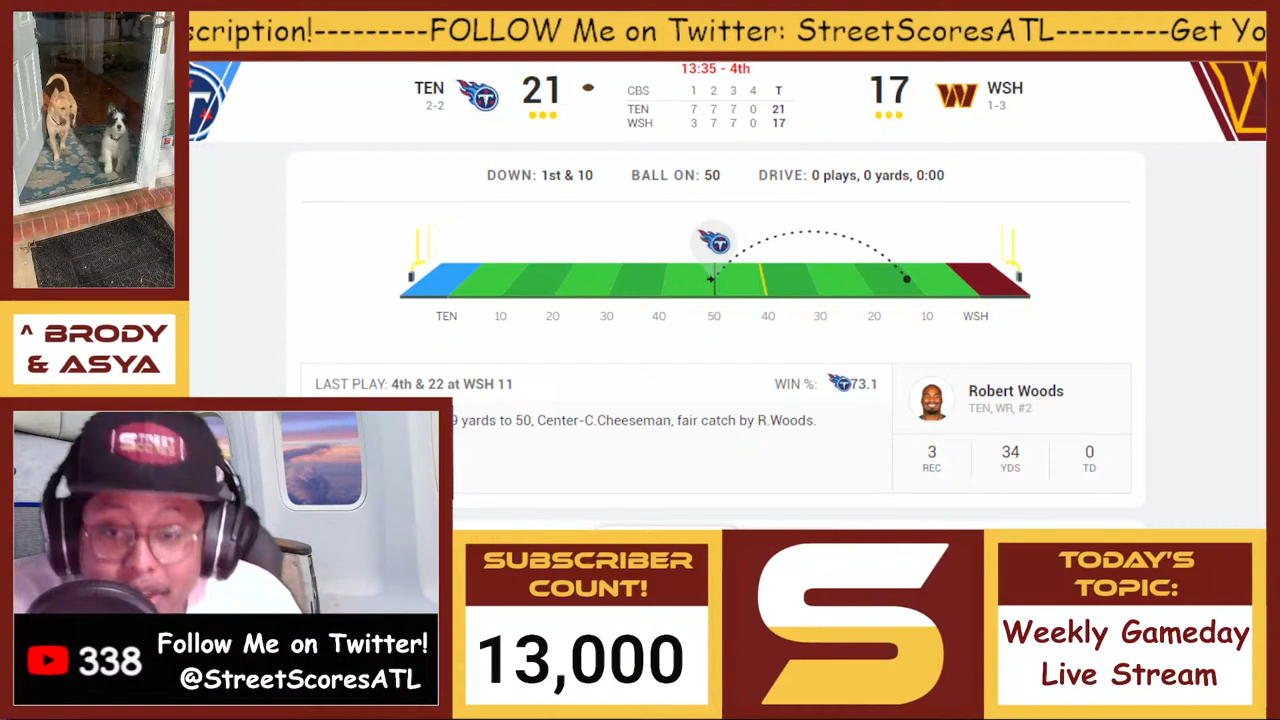 scription!---------FOLLOW Me on Twitter: StreetScoresATL---------Get Yo
TEN
2-2
21
13:35 - 4th
CBS 1 2 3 4 T
TEN 7 7 7 0 21
WSH 3 7 7 0 17
17
WSH
1-3
DOWN: 1st & 10 BALL ON: 50 DRIVE: 0 plays, 0 yards, 0:00
TEN 10 20 30 40 50 40 30 20 10 WSH
LAST PLAY: 4th & 22 at WSH 11
WIN %: 73.1
9 yards to 50, Center-C.Cheeseman, fair catch by R.Woods.
Robert Woods
TEN, WR, #2
3 34 0
REC YDS TD
^ BRODY
& ASYA
338
Follow Me on Twitter!
@StreetScoresATL
SUBSCRIBER
COUNT!
13,000
S
TODAY'S
TOPIC:
Weekly Gameday
Live Stream